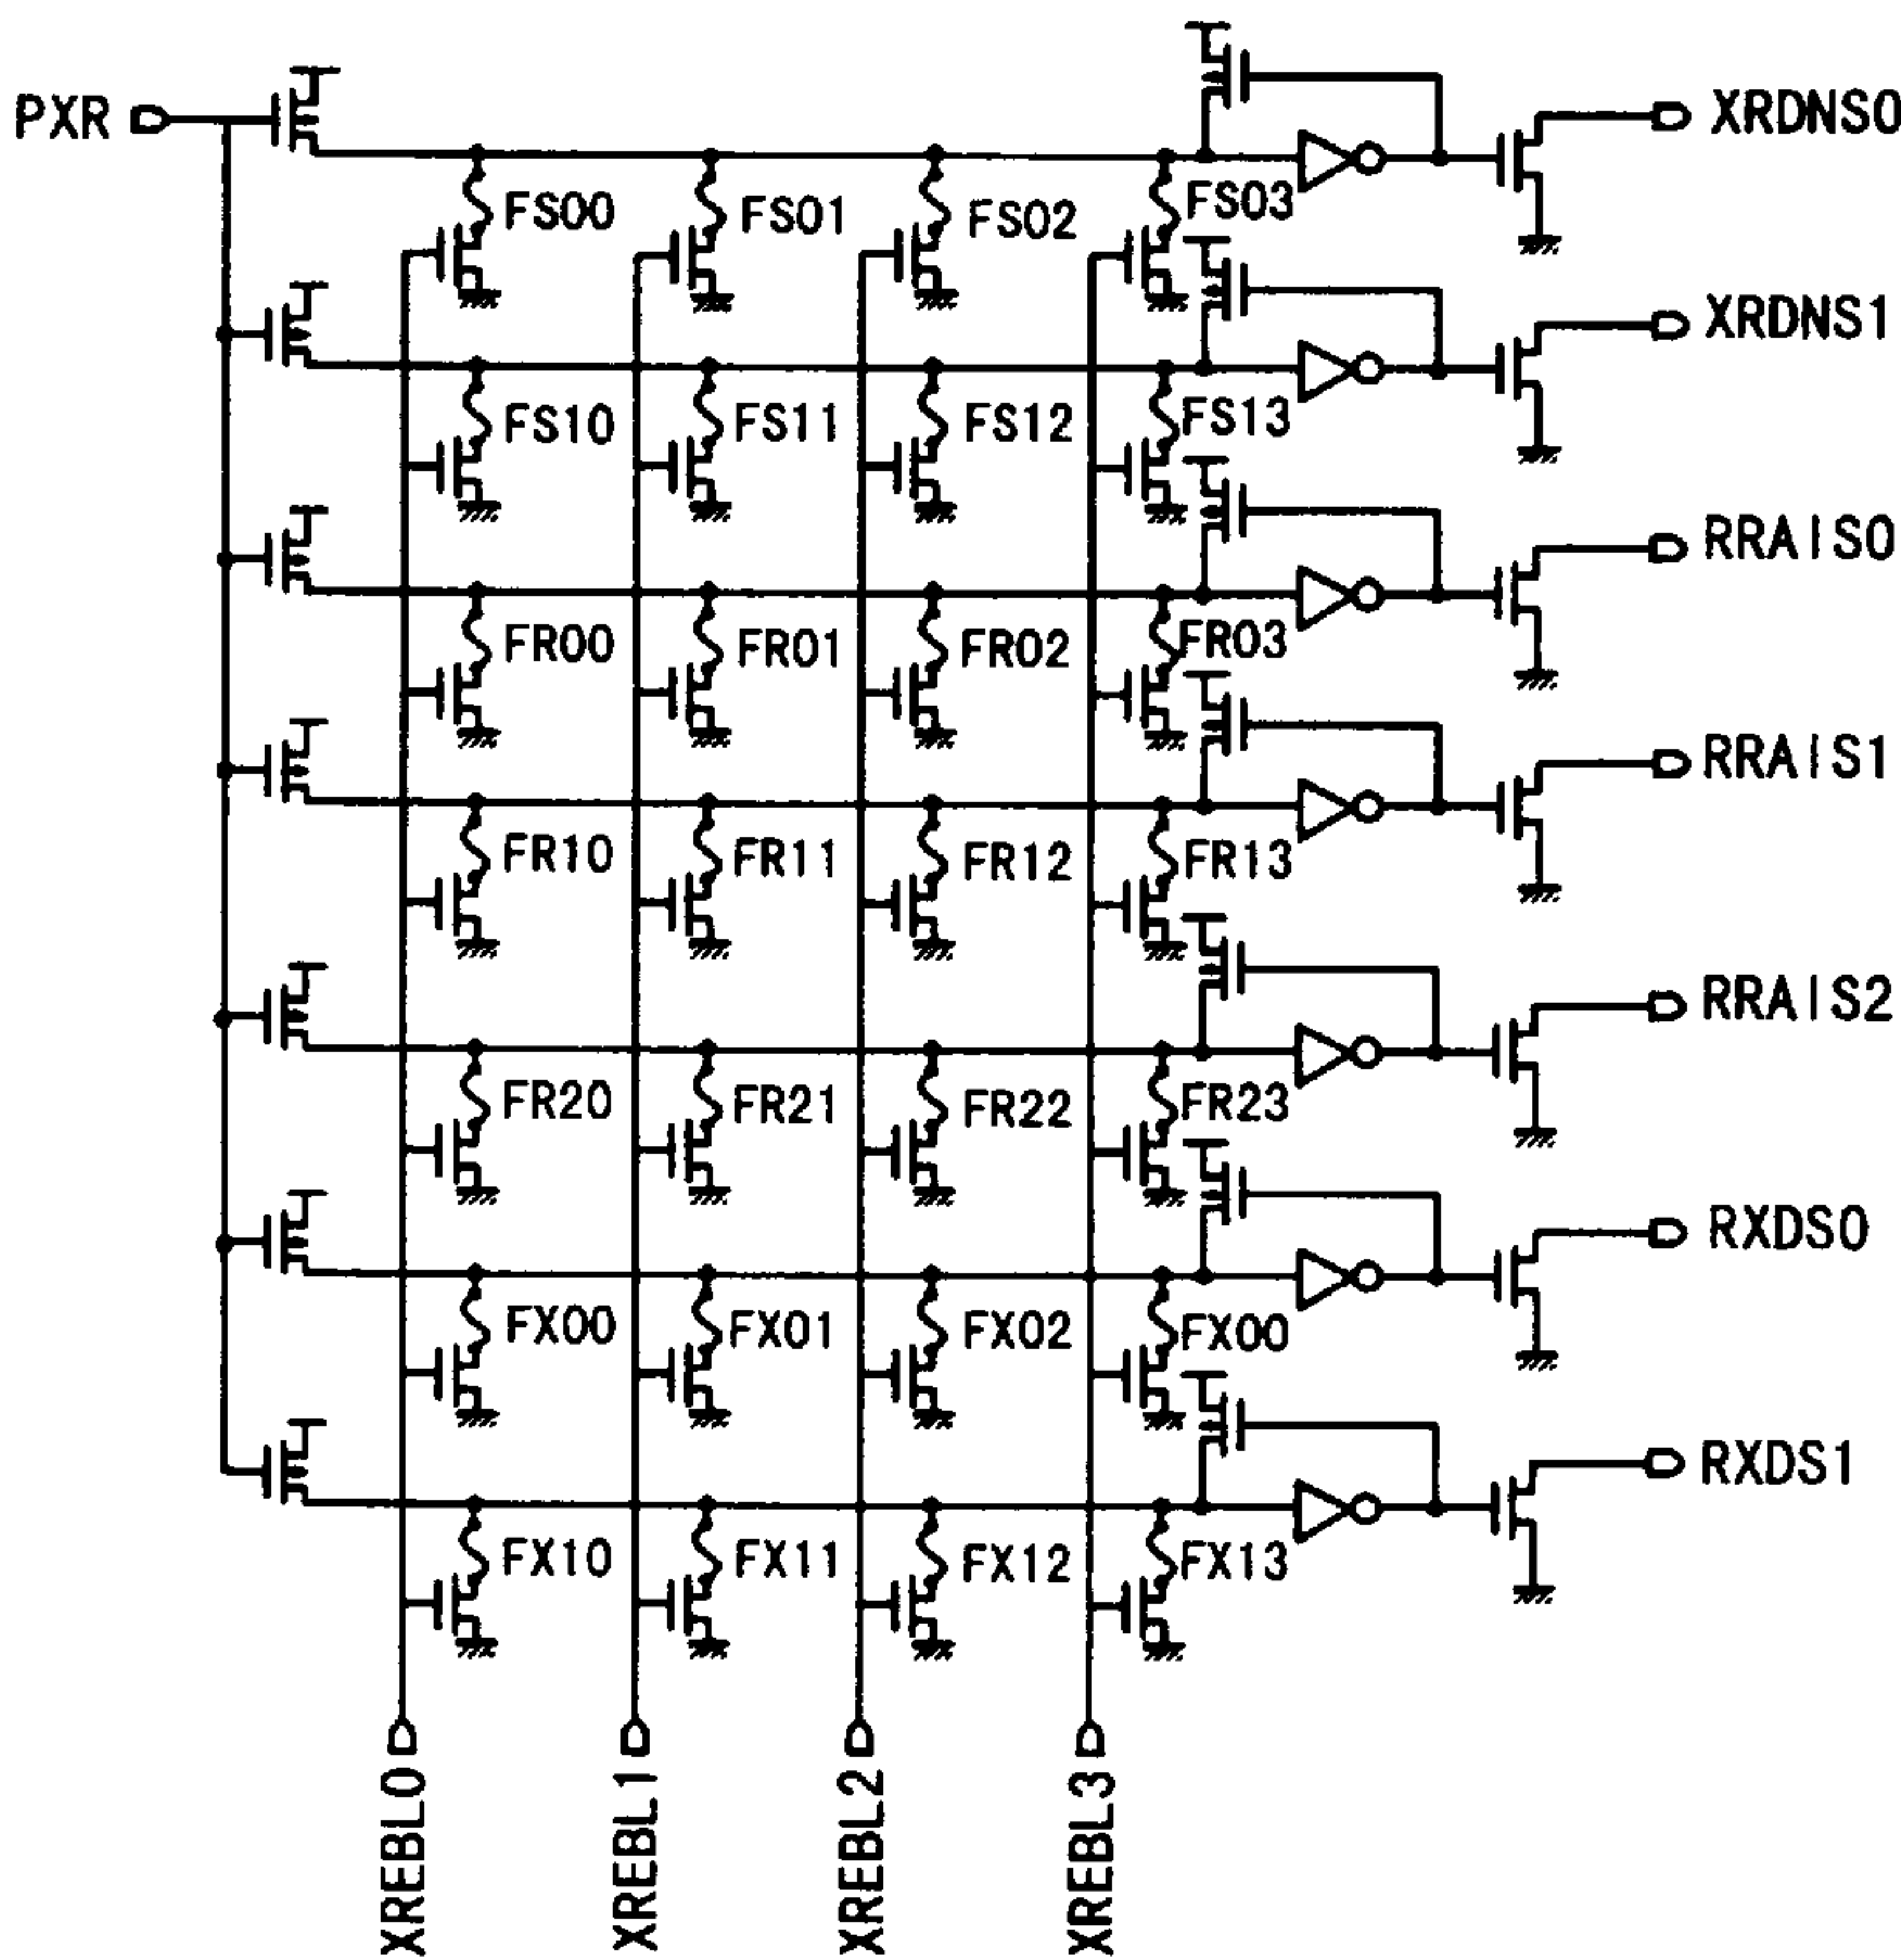 PXR
XRDNS0
FS00
FS01
FS02
FS03
XRDNS1
FS10
FS11
FS12
FS13
RRAIS0
FR00
FR01
FR02
FR03
RRAIS1
FR10
FR11
FR12
FR13
RRAIS2
FR20
FR21
FR22
FR23
RXDS0
FX00
FX01
FX02
FX00
RXDS1
FX10
FX11
FX12
FX13
XREBL0
XREBL1
XREBL2
XREBL3